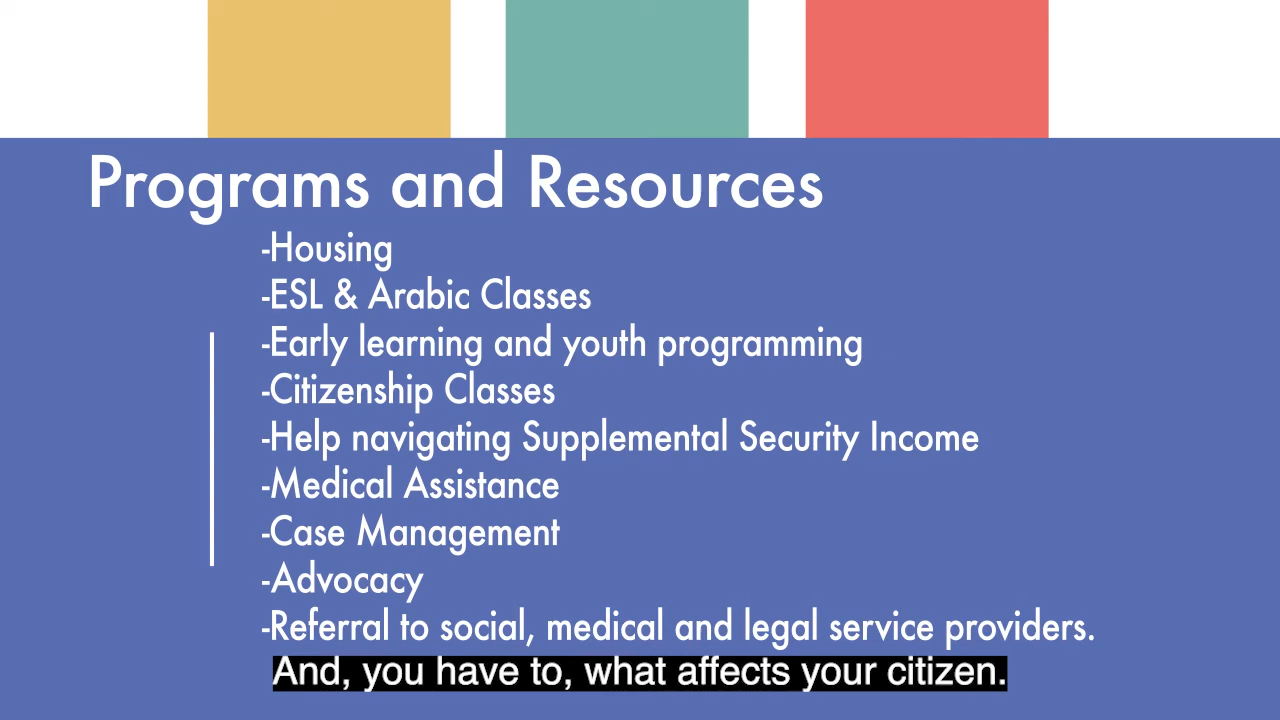 Programs and Resources
-Housing
-ESL & Arabic Classes
-Early learning and youth programming
-Citizenship Classes
-Help navigating Supplemental Security Income
-Medical Assistance
-Case Management
-Advocacy
-Referral to social, medical and legal service providers.
And, you have to, what affects your citizen.